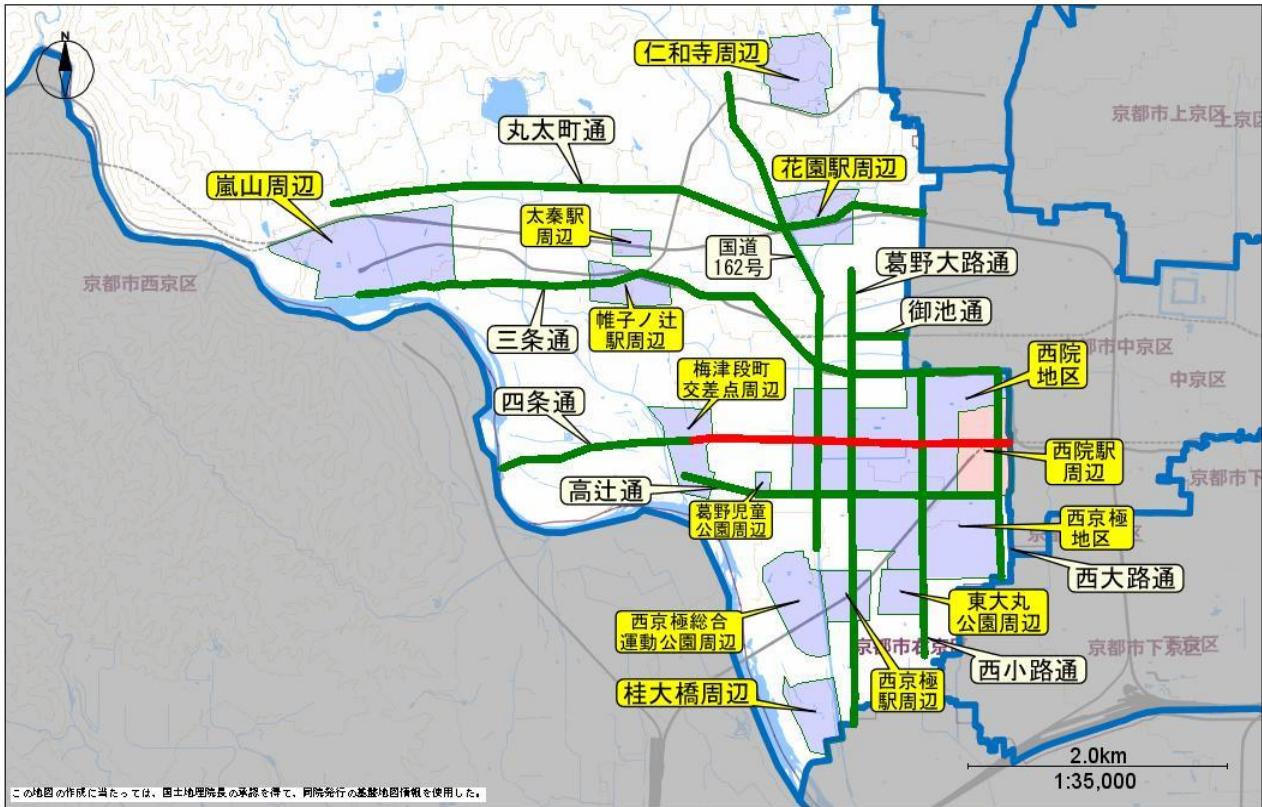 N
仁和寺周辺
京都市上京区
上京区
丸太町通
花園駅周辺
嵐山周辺
太秦駅
周辺
国道
162号
葛野大路通
京都市西京区
御池通
三条通
帷子ノ辻
駅周辺
京都市中京区
西院
地区
梅津段町
交差点周辺
中京区
四条通
西院駅
周辺
京都市下
高辻通
葛野児童
公園周辺
西京極
地区
西大路通
東大丸
公園周辺
西京極総合
運動公園周辺
京都市右京区
京都市下京区
下京区
西小路通
西京極
駅周辺
桂大橋周辺
2.0km
1:35,000
この地図の作成に当たっては、国土地理院長の承認を得て、同院発行の基盤地図情報を使用した。